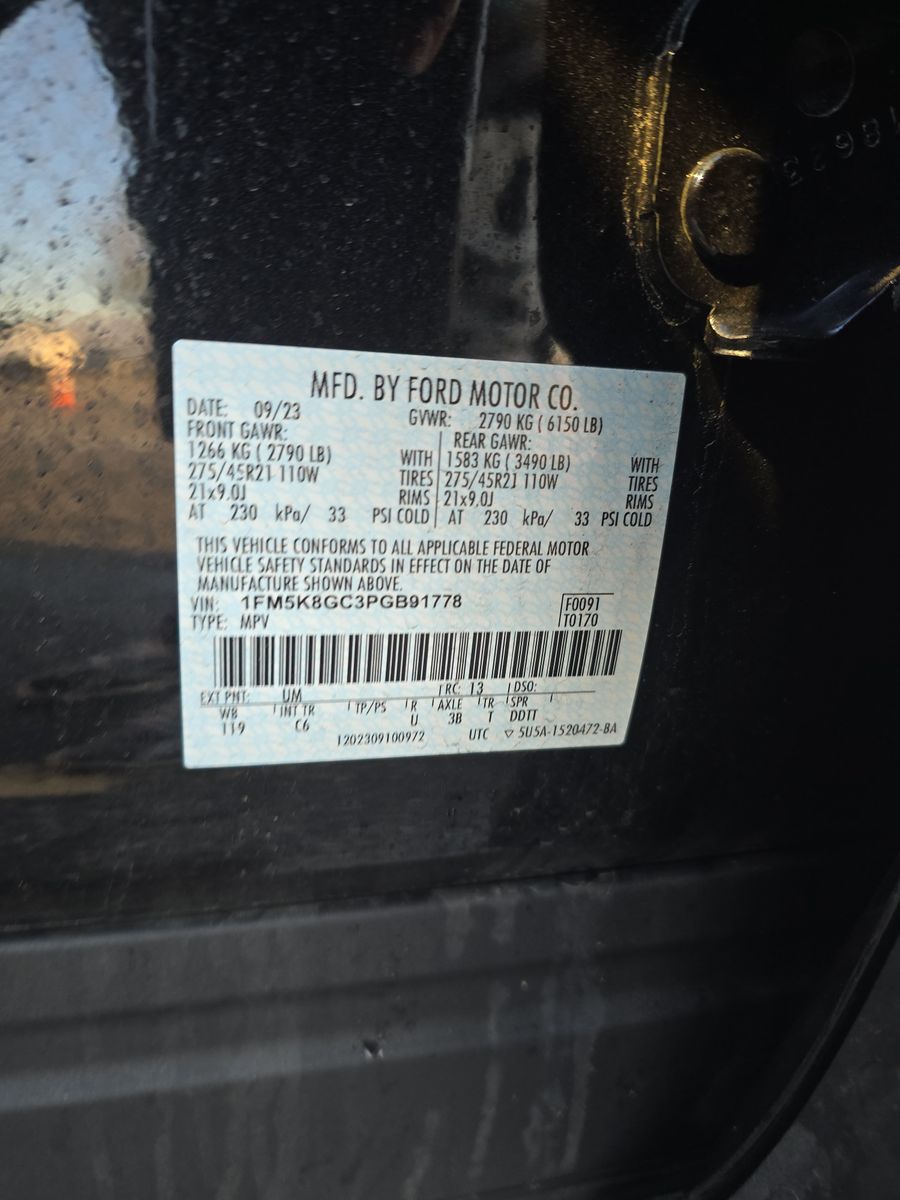 MFD. BY FORD MOTOR CO.
DATE: 09/23 GVWR: 2790 KG ( 6150 LB)
FRONT GAWR: REAR GAWR:
1266 KG ( 2790 LB) WITH 1583 KG ( 3490 LB) WITH
275/45R21 110W TIRES 275/45R21 110W TIRES
21x9.0J RIMS 21x9.0J RIMS
AT 230 kPa/ 33 PSI COLD AT 230 kPa/ 33 PSI COLD
THIS VEHICLE CONFORMS TO ALL APPLICABLE FEDERAL MOTOR
VEHICLE SAFETY STANDARDS IN EFFECT ON THE DATE OF
MANUFACTURE SHOWN ABOVE.
VIN: 1FM5K8GC3PGB91778 F0091
TYPE: MPV T0170
EXT PNT: UM RC: 13 DSO:
WB INT TR TP/PS R AXLE TR SPR
119 C6 U 3B T DDTT
1202309100972 UTC ▽ 5U5A-1520472-BA